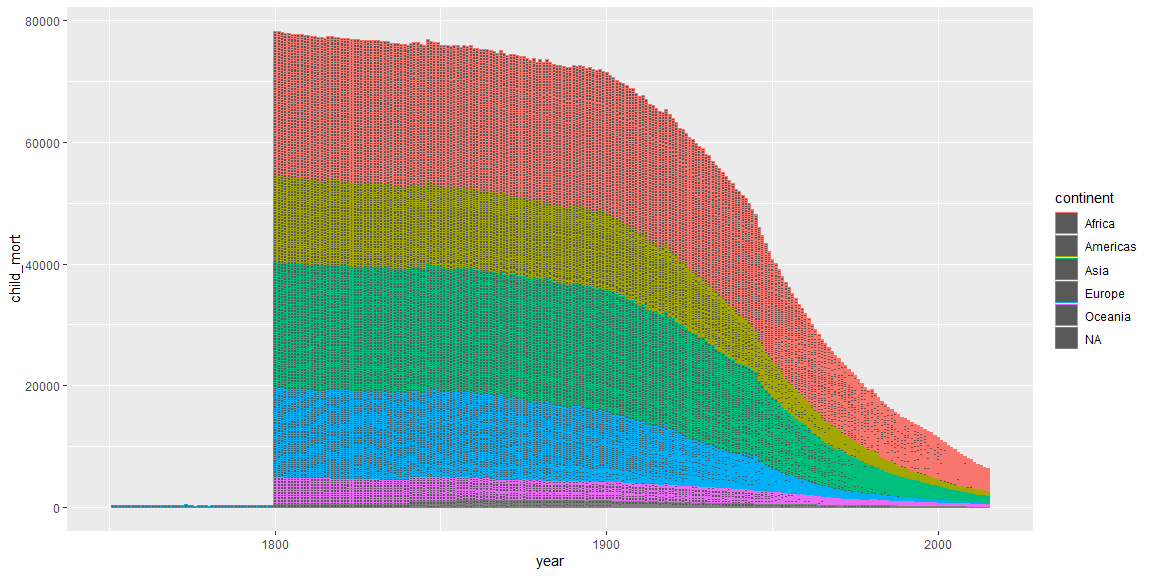 80000
60000
40000
20000
0
child_mort
1800
1900
2000
year
continent
Africa
Americas
Asia
Europe
Oceania
NA